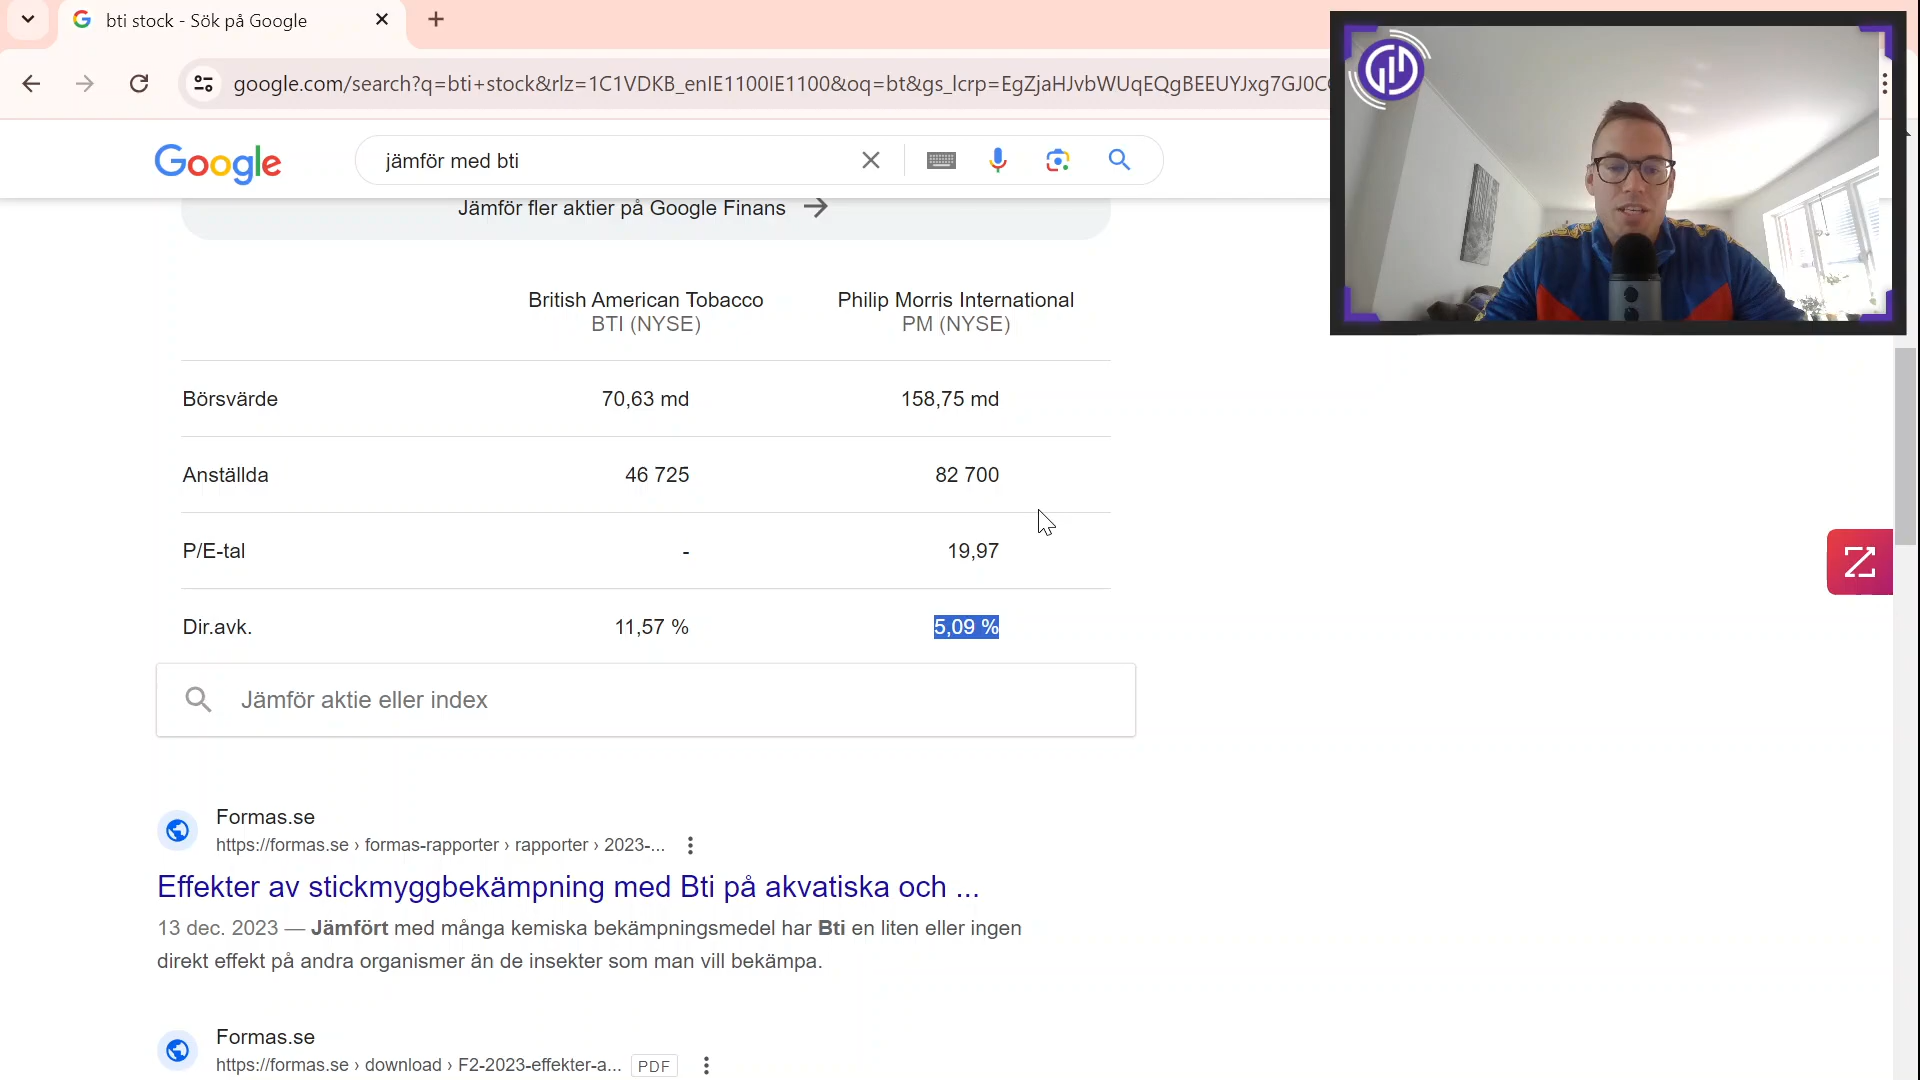 bti stock - Sök på Google
google.com/search?q=bti+stock&rlz=1C1VDKB_enIE1100IE1100&oq=bt&gs_lcrp=EgZjaHJvbWUqEQgBEEUYJxg7GJ0C
Google
jämför med bti
Jämför fler aktier på Google Finans
British American Tobacco
BTI (NYSE)
Philip Morris International
PM (NYSE)
Börsvärde 70,63 md 158,75 md
Anställda 46 725 82 700
P/E-tal - 19,97
Dir.avk. 11,57 % 5,09 %
Jämför aktie eller index
Formas.se
https://formas.se › formas-rapporter › rapporter › 2023-...
Effekter av stickmyggbekämpning med Bti på akvatiska och ...
13 dec. 2023 — Jämfört med många kemiska bekämpningsmedel har Bti en liten eller ingen
direkt effekt på andra organismer än de insekter som man vill bekämpa.
Formas.se
https://formas.se › download › F2-2023-effekter-a... PDF